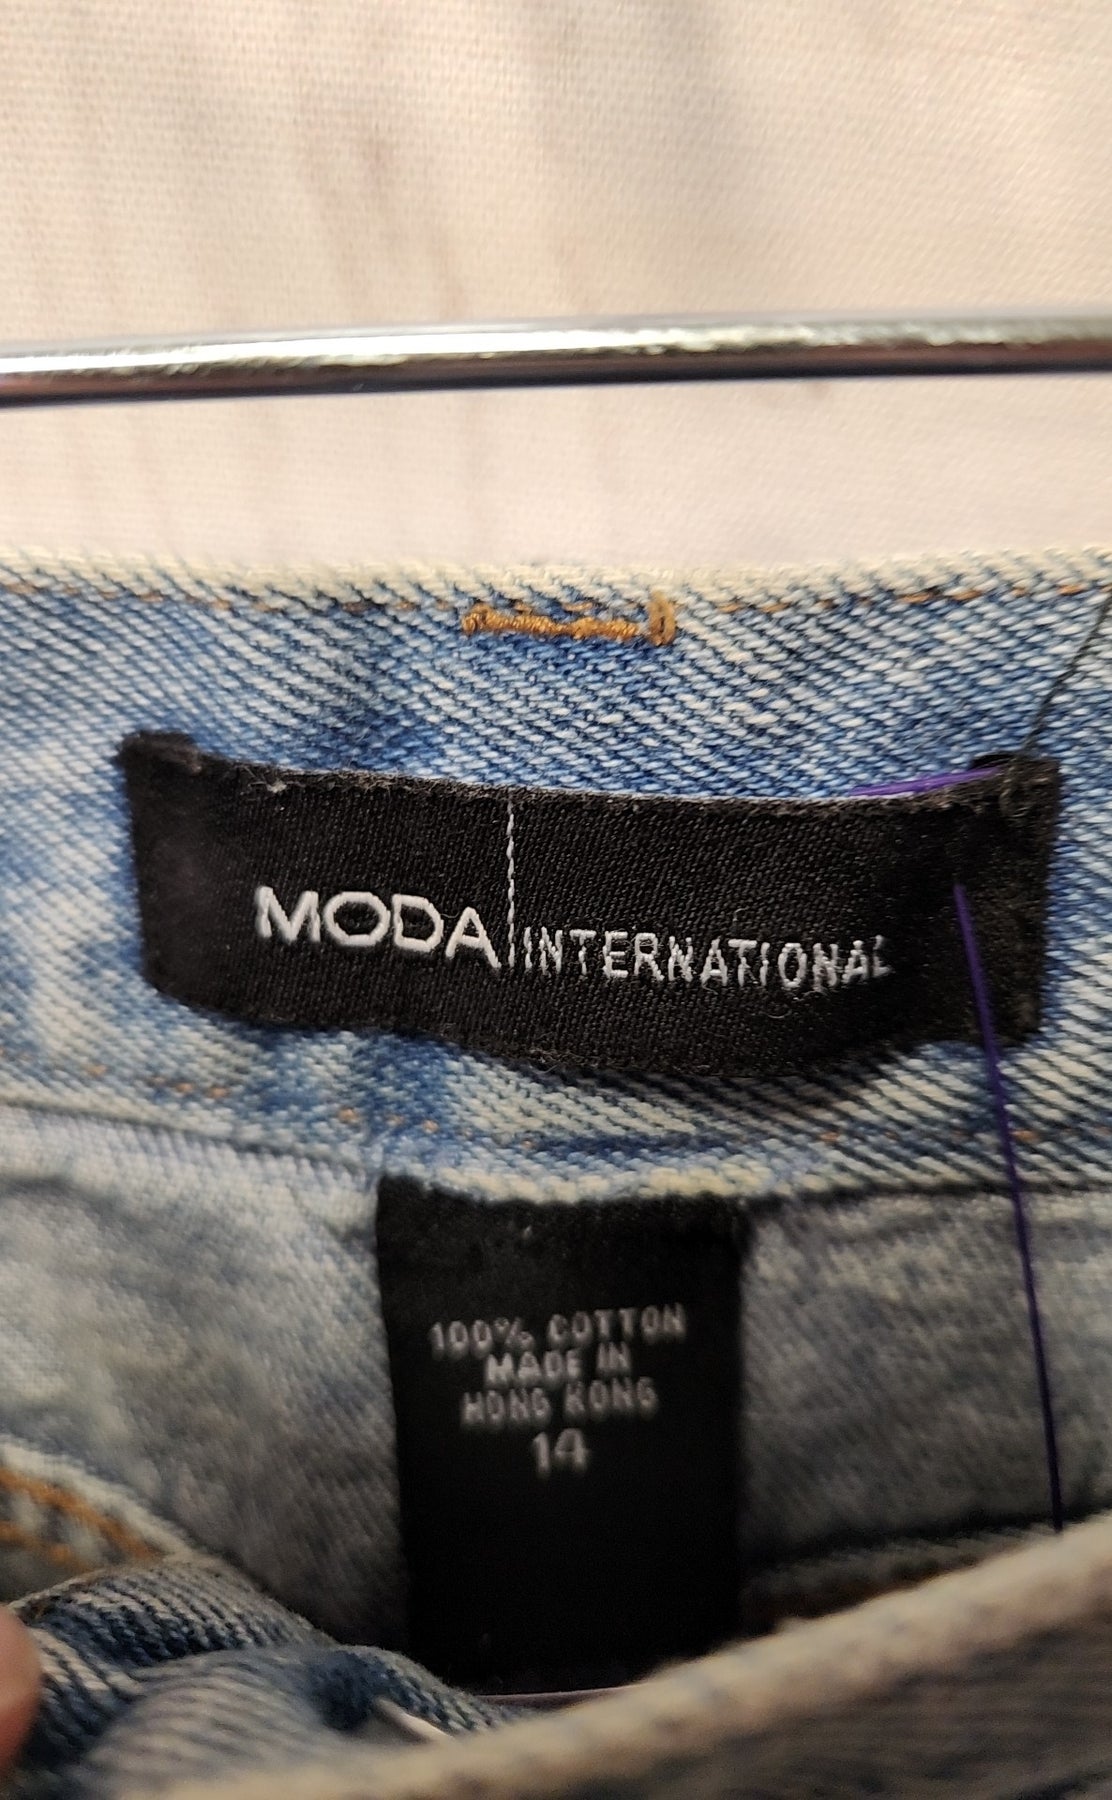 MODA INTERNATIONAL
100% COTTON
MADE IN
HONG KONG
14